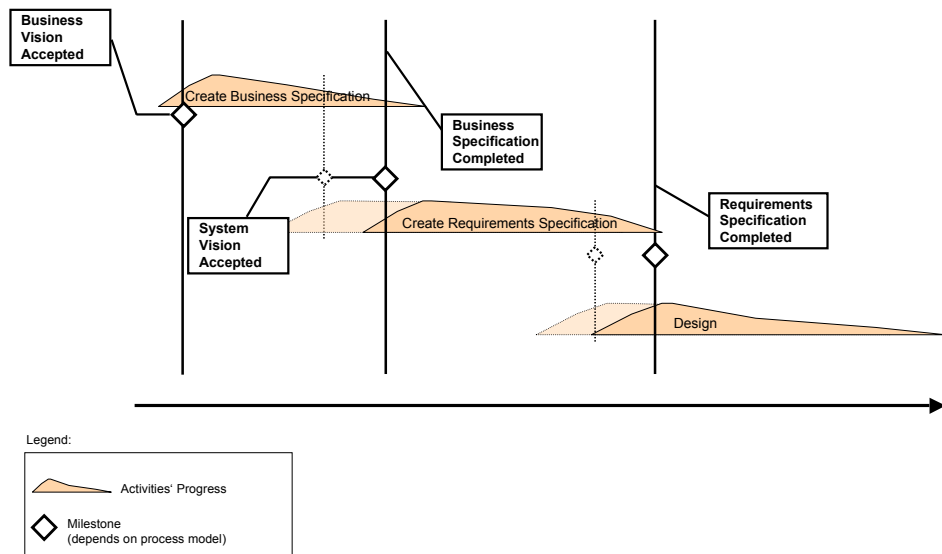 Business
Vision
Accepted
Create Business Specification
Business
Specification
Completed
System
Vision
Accepted
Create Requirements Specification
Requirements
Specification
Completed
Design
Legend:
Activities‘ Progress
Milestone
(depends on process model)